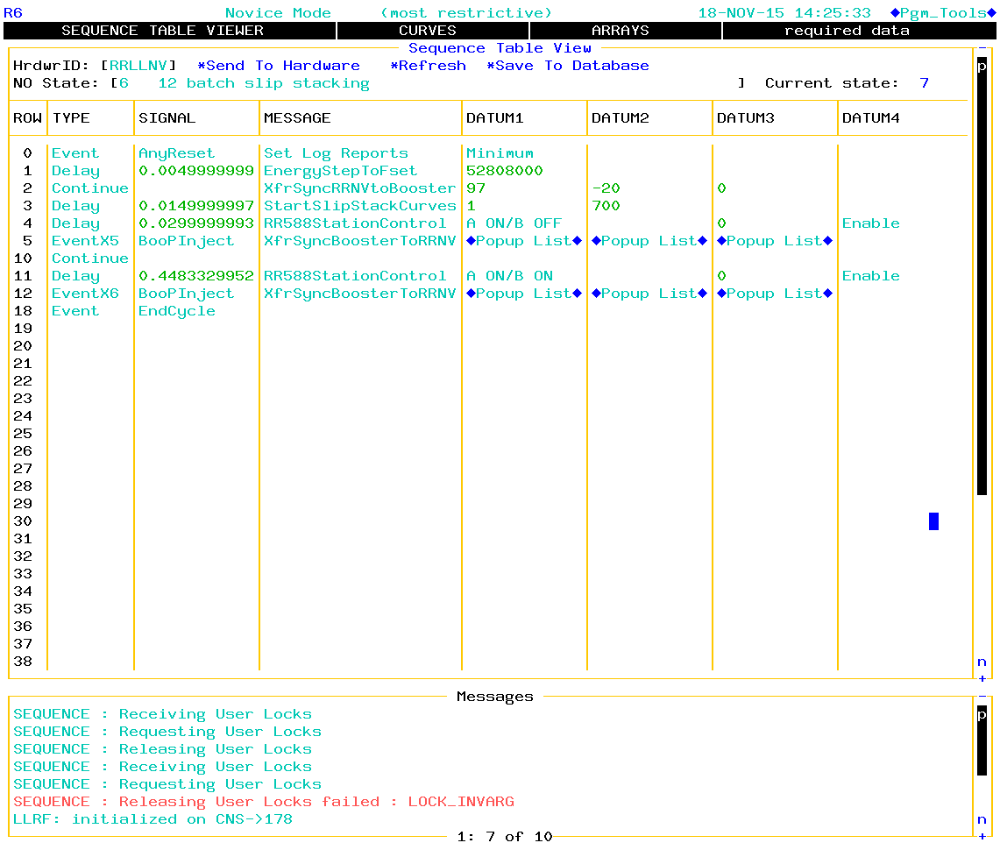 R6 Novice Mode (most restrictive) 18-NOV-15 14:25:33 ◆Pgm_Tools◆
SEQUENCE TABLE VIEWER CURVES ARRAYS required data
Sequence Table View
HrdwrID: [RRLLNV] *Send To Hardware *Refresh *Save To Database
NO State: [6 12 batch slip stacking ] Current state: 7
ROW TYPE SIGNAL MESSAGE DATUM1 DATUM2 DATUM3 DATUM4
0 Event AnyReset Set Log Reports Minimum
1 Delay 0.0049999999 EnergyStepToFset 52808000
2 Continue XfrSyncRRNVtoBooster 97 -20 0
3 Delay 0.0149999997 StartSlipStackCurves 1 700
4 Delay 0.0299999993 RR588StationControl A ON/B OFF 0 Enable
5 EventX5 BooPInject XfrSyncBoosterToRRNV ◆Popup List◆ ◆Popup List◆ ◆Popup List◆
10 Continue
11 Delay 0.4483329952 RR588StationControl A ON/B ON 0 Enable
12 EventX6 BooPInject XfrSyncBoosterToRRNV ◆Popup List◆ ◆Popup List◆ ◆Popup List◆
18 Event EndCycle
19
20
21
22
23
24
25
26
27
28
29
30
31
32
33
34
35
36
37
38
– p n +
Messages
SEQUENCE : Receiving User Locks
SEQUENCE : Requesting User Locks
SEQUENCE : Releasing User Locks
SEQUENCE : Receiving User Locks
SEQUENCE : Requesting User Locks
SEQUENCE : Releasing User Locks failed : LOCK_INVARG
LLRF: initialized on CNS->178
– p n +
1: 7 of 10